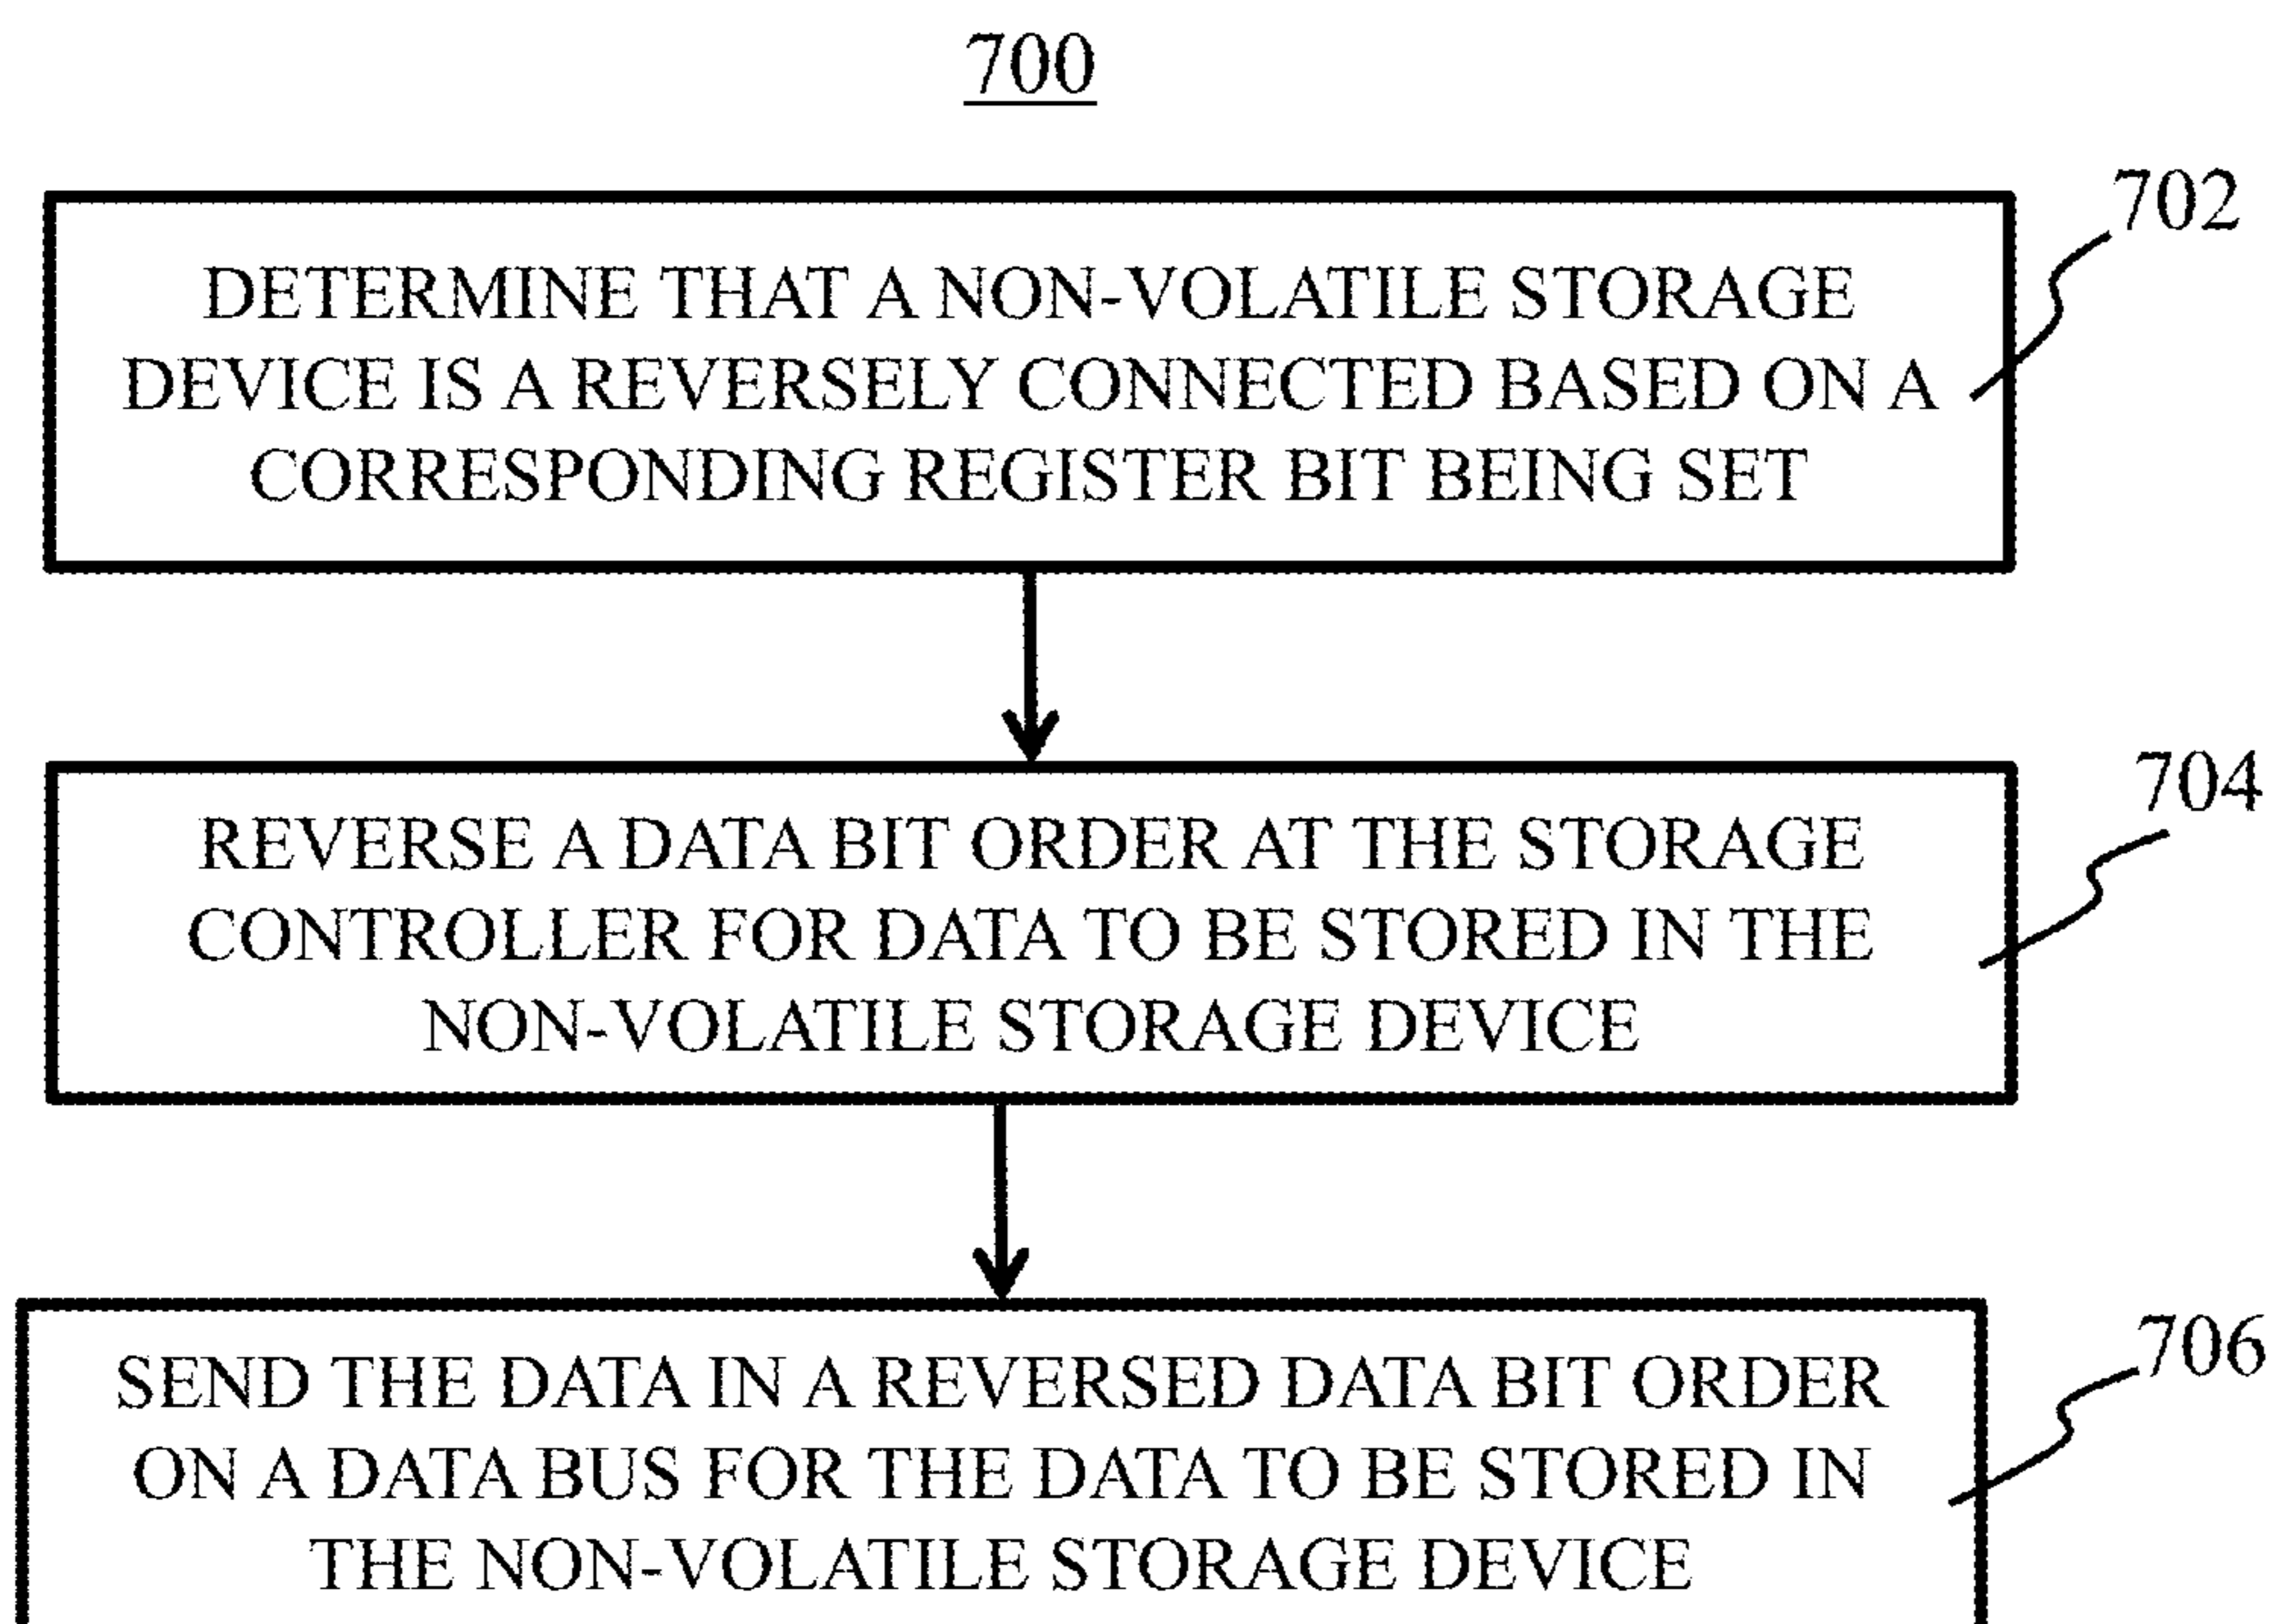 700
702
DETERMINE THAT A NON-VOLATILE STORAGE
DEVICE IS A REVERSELY CONNECTED BASED ON A
CORRESPONDING REGISTER BIT BEING SET
704
REVERSE A DATA BIT ORDER AT THE STORAGE
CONTROLLER FOR DATA TO BE STORED IN THE
NON-VOLATILE STORAGE DEVICE
706
SEND THE DATA IN A REVERSED DATA BIT ORDER
ON A DATA BUS FOR THE DATA TO BE STORED IN
THE NON-VOLATILE STORAGE DEVICE